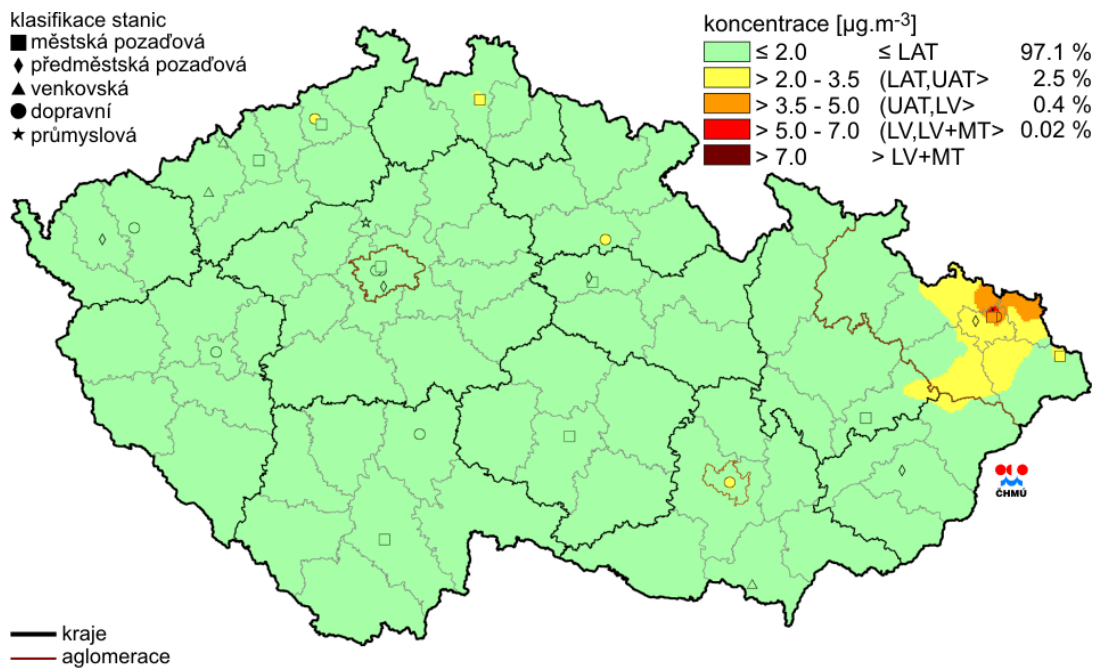 klasifikace stanic
městská pozaďová
předměstská pozaďová
venkovská
dopravní
průmyslová
koncentrace [µg.m-3]
≤ 2.0 ≤ LAT 97.1 %
> 2.0 - 3.5 (LAT,UAT> 2.5 %
> 3.5 - 5.0 (UAT,LV> 0.4 %
> 5.0 - 7.0 (LV,LV+MT> 0.02 %
> 7.0 > LV+MT
ČHMÚ
kraje
aglomerace